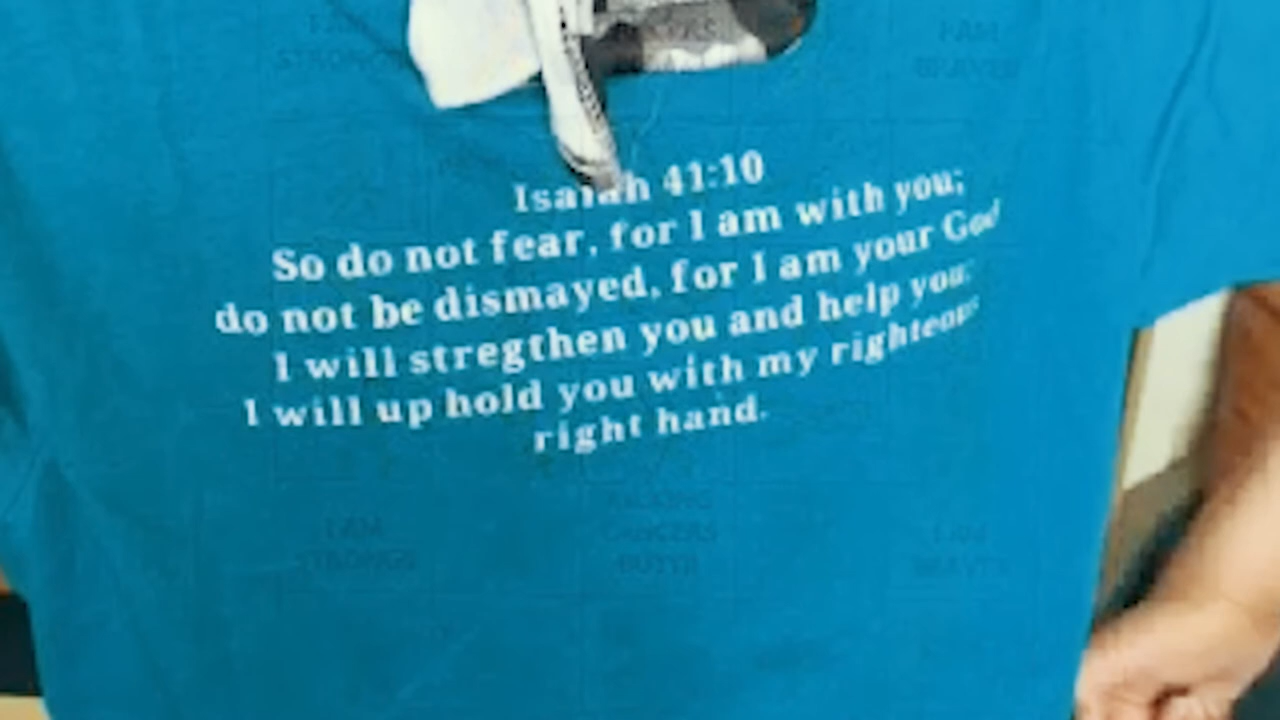 Isaiah 41:10
So do not fear, for I am with you;
do not be dismayed, for I am your God
I will stregthen you and help you;
I will up hold you with my righteous
right hand.
I AM